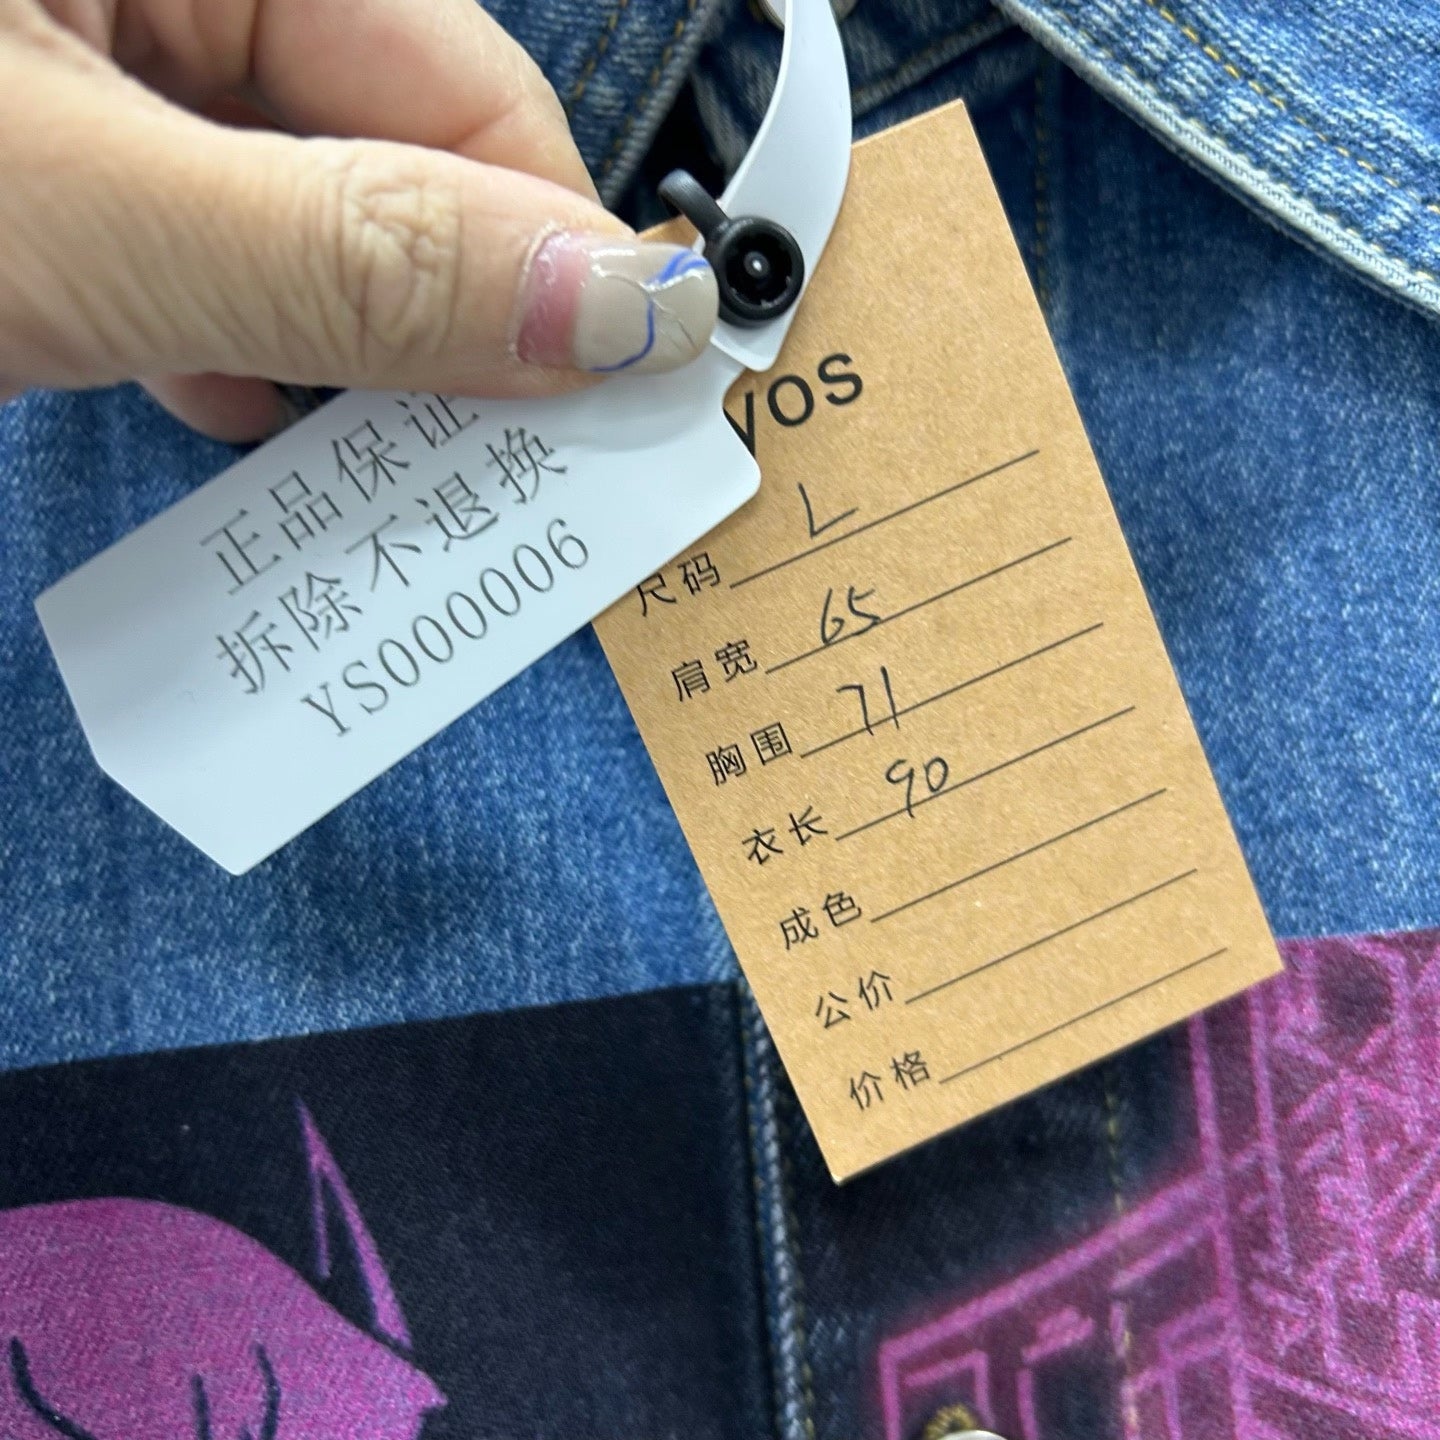 正品保证
拆除不退换
YS000006
vos
尺码 L
肩宽 65
胸围 71
衣长 90
成色
公价
价格